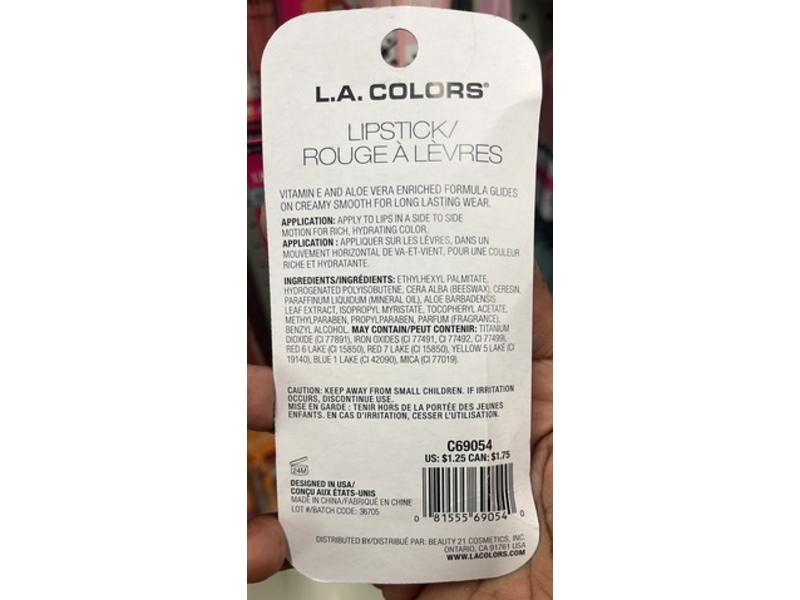 L.A. COLORS®
LIPSTICK/
ROUGE À LÈVRES
VITAMIN E AND ALOE VERA ENRICHED FORMULA GLIDES
ON CREAMY SMOOTH FOR LONG LASTING WEAR.
APPLICATION: APPLY TO LIPS IN A SIDE TO SIDE
MOTION FOR RICH, HYDRATING COLOR.
APPLICATION : APPLIQUER SUR LES LÈVRES, DANS UN
MOUVEMENT HORIZONTAL DE VA-ET-VIENT, POUR UNE COULEUR
RICHE ET HYDRATANTE.
INGREDIENTS/INGRÉDIENTS: ETHYLHEXYL PALMITATE,
HYDROGENATED POLYISOBUTENE, CERA ALBA (BEESWAX), CERESIN,
PARAFFINUM LIQUIDUM (MINERAL OIL), ALOE BARBADENSIS
LEAF EXTRACT, ISOPROPYL MYRISTATE, TOCOPHERYL ACETATE,
METHYLPARABEN, PROPYLPARABEN, PARFUM (FRAGRANCE),
BENZYL ALCOHOL. MAY CONTAIN/PEUT CONTENIR: TITANIUM
DIOXIDE (CI 77891), IRON OXIDES (CI 77491, CI 77492, CI 77499),
RED 6 LAKE (CI 15850), RED 7 LAKE (CI 15850), YELLOW 5 LAKE (CI
19140), BLUE 1 LAKE (CI 42090), MICA (CI 77019).
CAUTION: KEEP AWAY FROM SMALL CHILDREN. IF IRRITATION
OCCURS, DISCONTINUE USE.
MISE EN GARDE : TENIR HORS DE LA PORTÉE DES JEUNES
ENFANTS. EN CAS D'IRRITATION, CESSER L'UTILISATION.
C69054
US: $1.25 CAN: $1.75
24M
DESIGNED IN USA/
CONÇU AUX ÉTATS-UNIS
MADE IN CHINA/FABRIQUÉ EN CHINE
LOT #/BATCH CODE: 36705
0 81555 69054 0
DISTRIBUTED BY/DISTRIBUÉ PAR: BEAUTY 21 COSMETICS, INC.
ONTARIO, CA 91761 USA
WWW.LACOLORS.COM